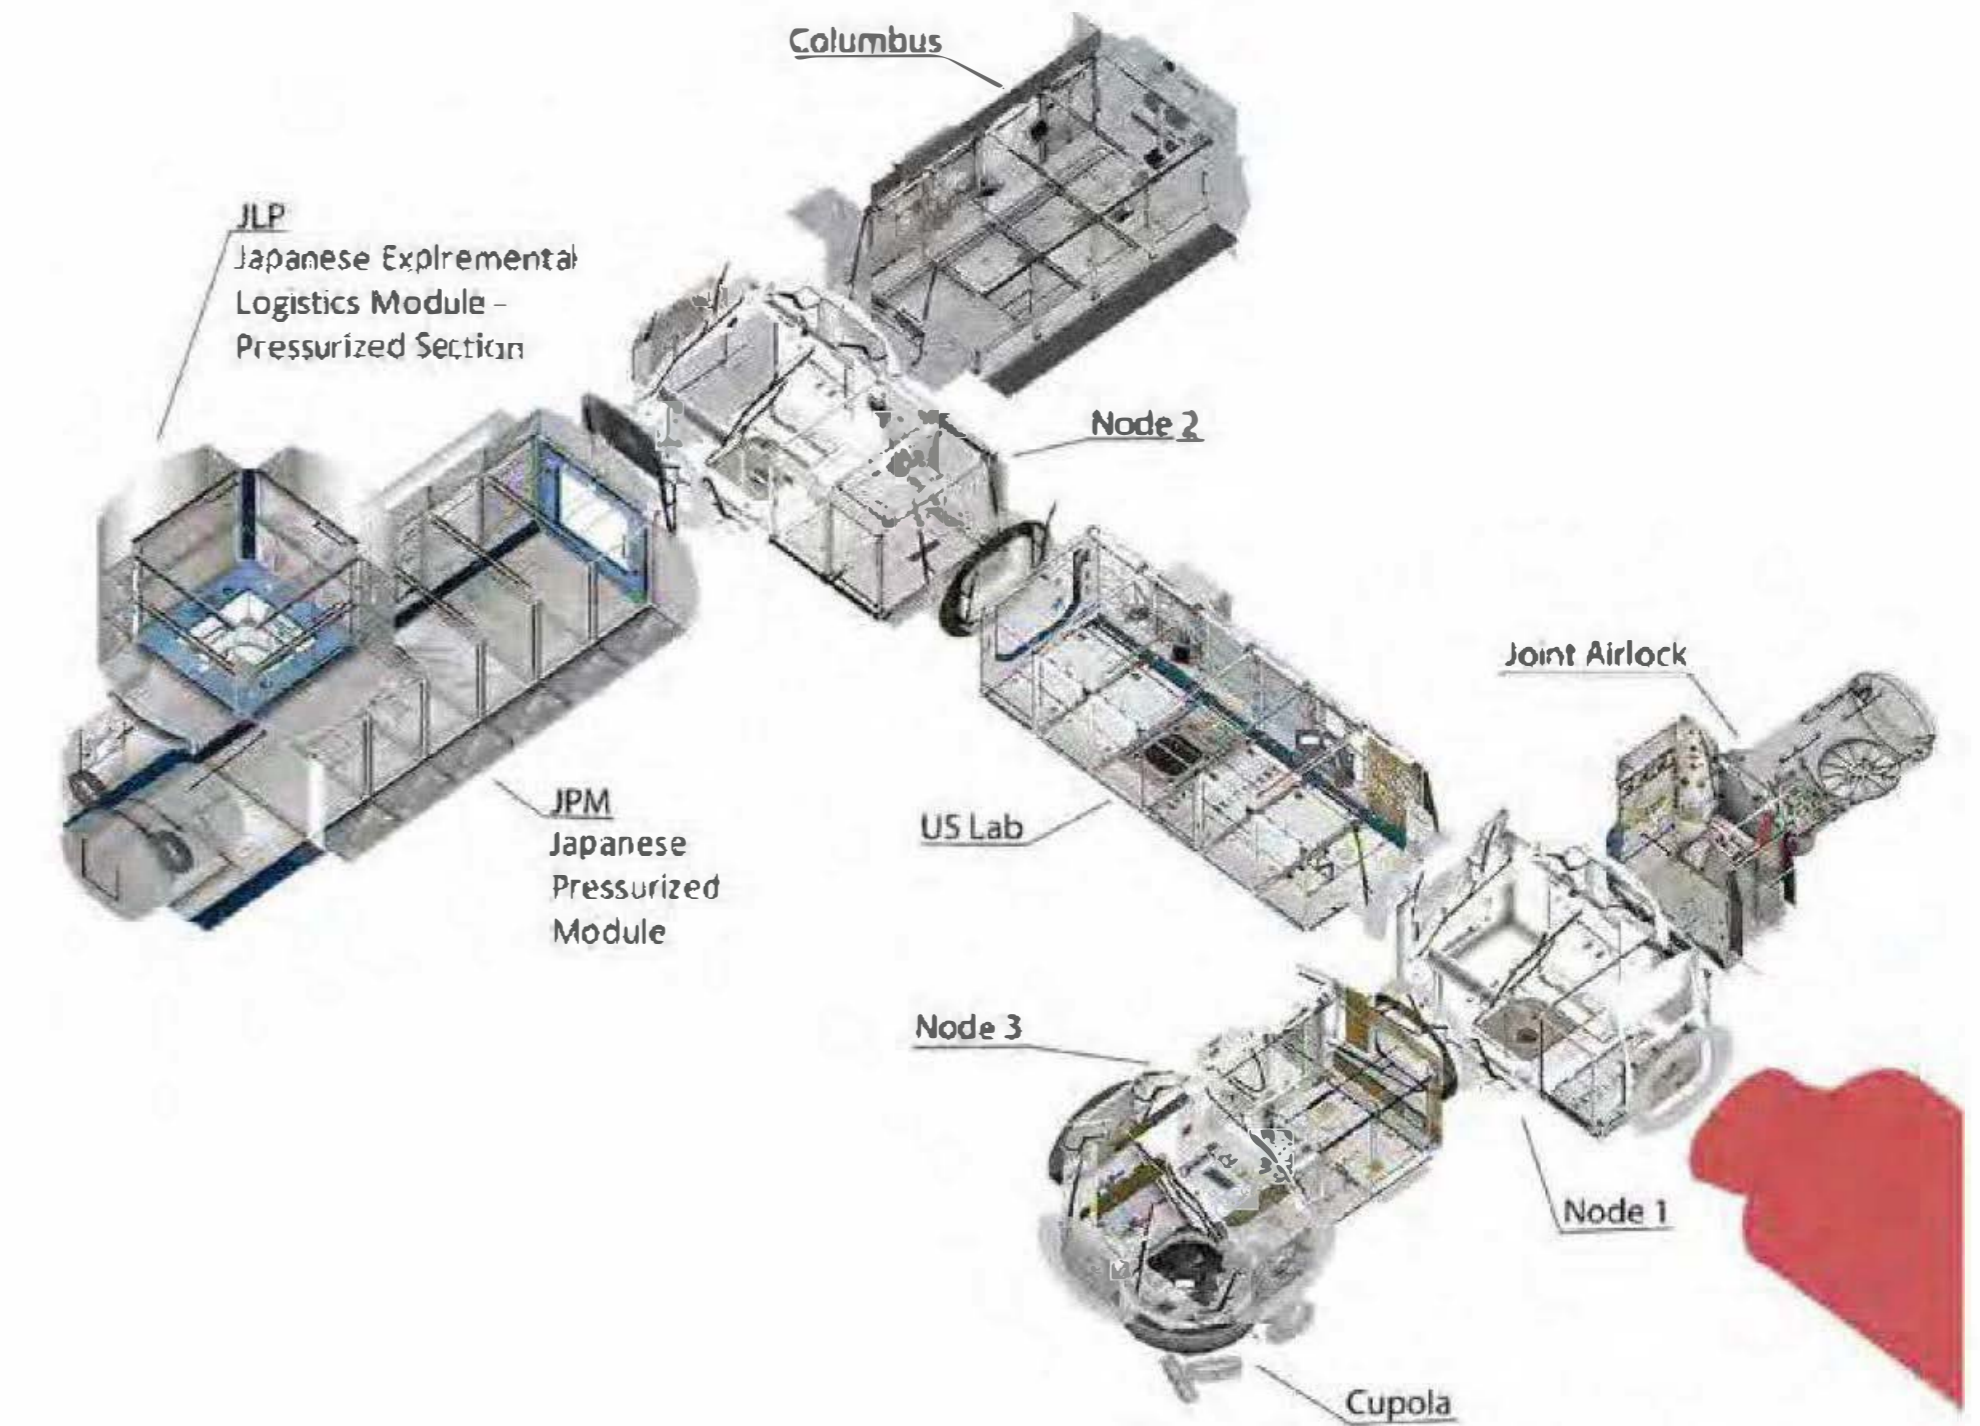 Columbus
JLP
Japanese Expiremental
Logistics Module -
Pressurized Section
Node 2
Joint Airlock
JPM
Japanese
Pressurized
Module
US Lab
Node 3
Node 1
Cupola